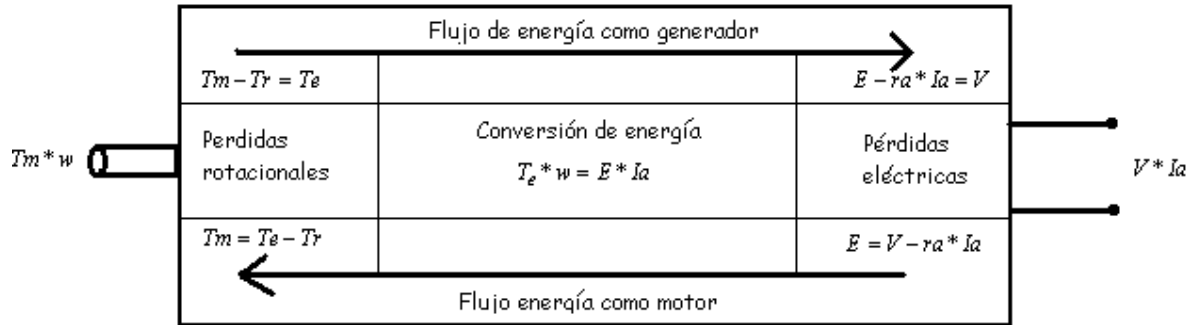 Flujo de energía como generador
Tm – Tr = Te
E – ra* Ia = V
Tm* w
Perdidas
rotacionales
Conversión de energía
Te * w = E * Ia
Pérdidas
eléctricas
V* Ia
Tm = Te – Tr
E = V – ra* Ia
Flujo energía como motor